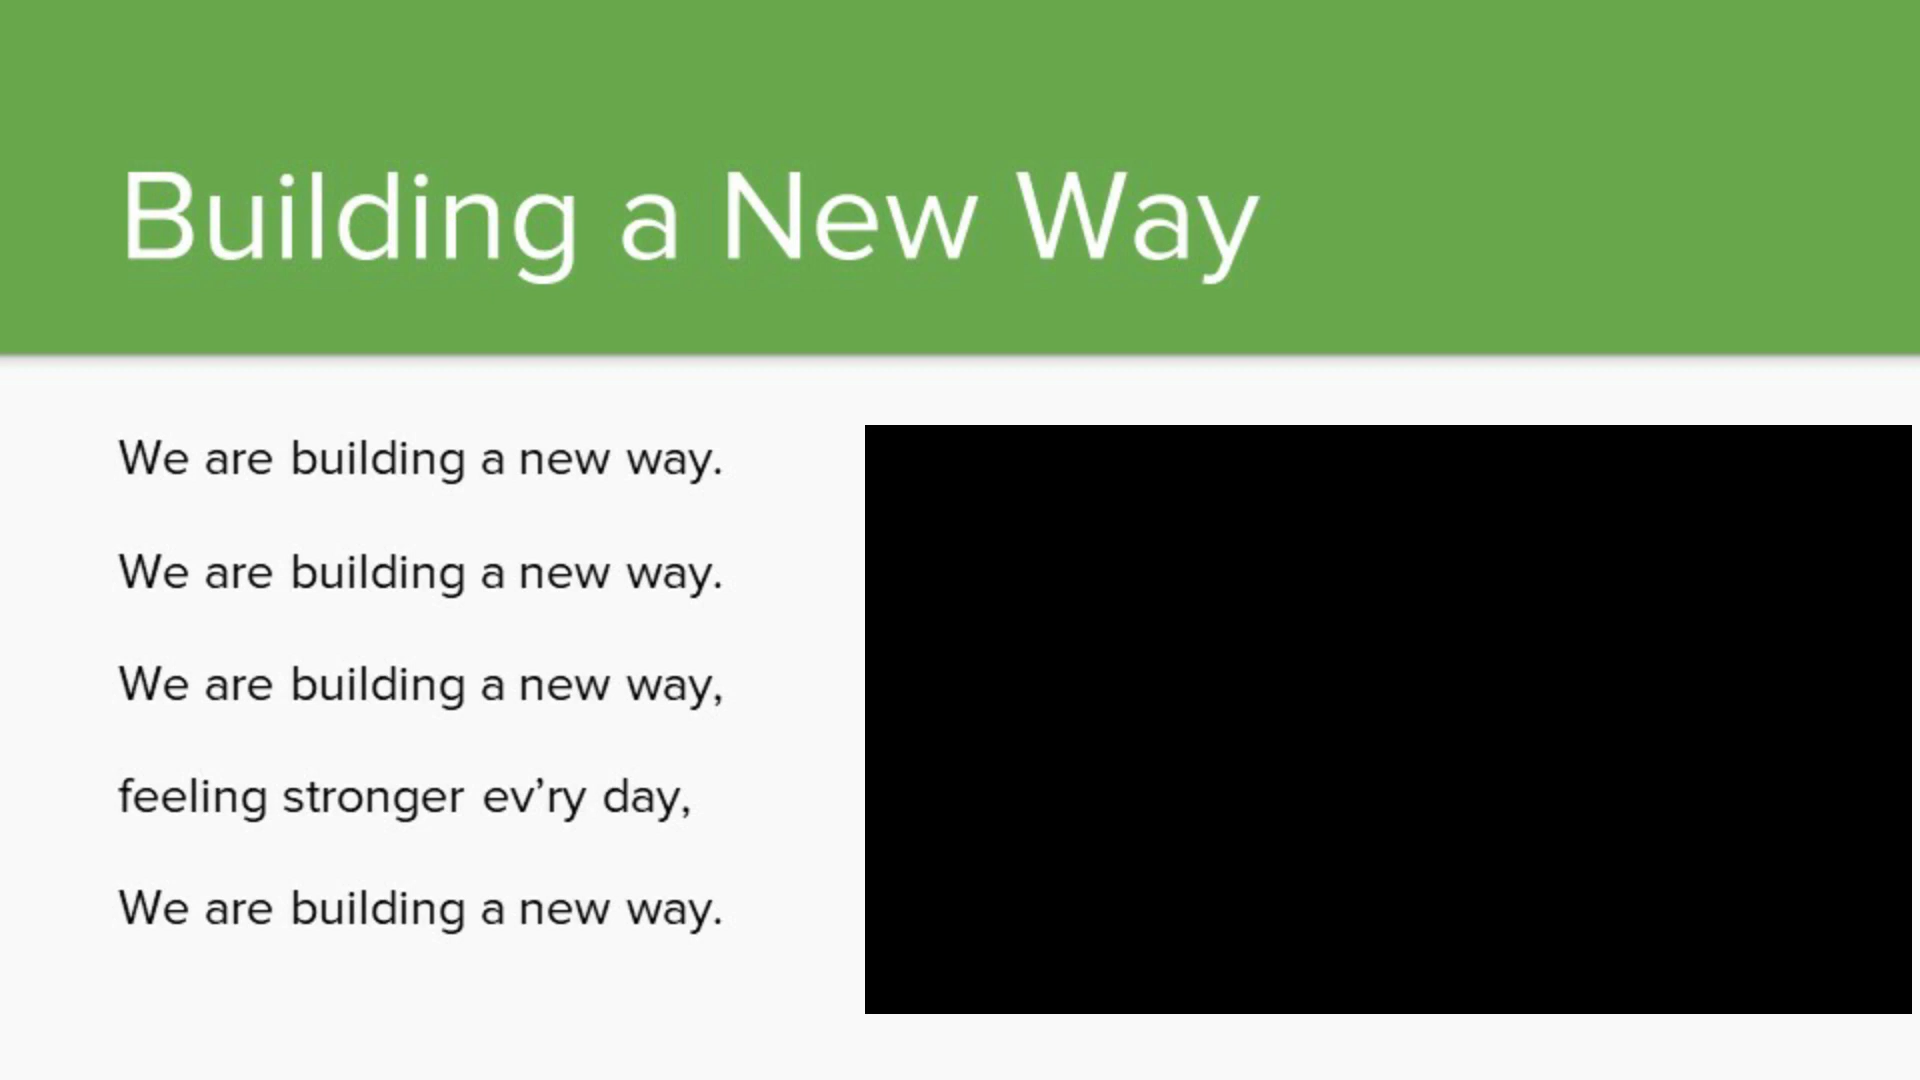 Building a New Way
We are building a new way.
We are building a new way.
We are building a new way,
feeling stronger ev’ry day,
We are building a new way.